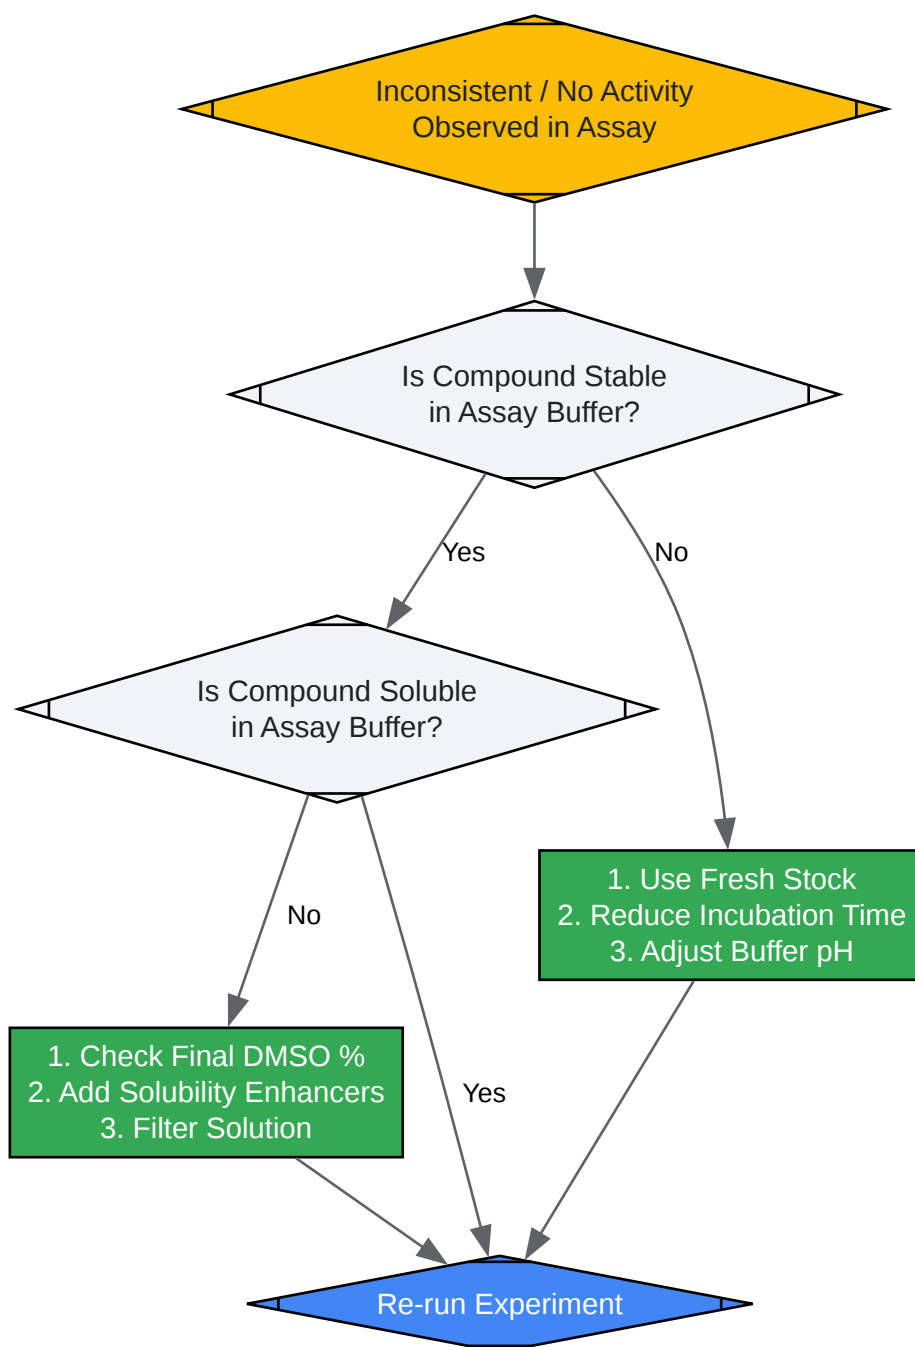 Inconsistent / No Activity
Observed in Assay
Is Compound Stable
in Assay Buffer?
Yes
No
Is Compound Soluble
in Assay Buffer?
1. Use Fresh Stock
2. Reduce Incubation Time
3. Adjust Buffer pH
No
1. Check Final DMSO %
2. Add Solubility Enhancers
3. Filter Solution
Yes
Re-run Experiment